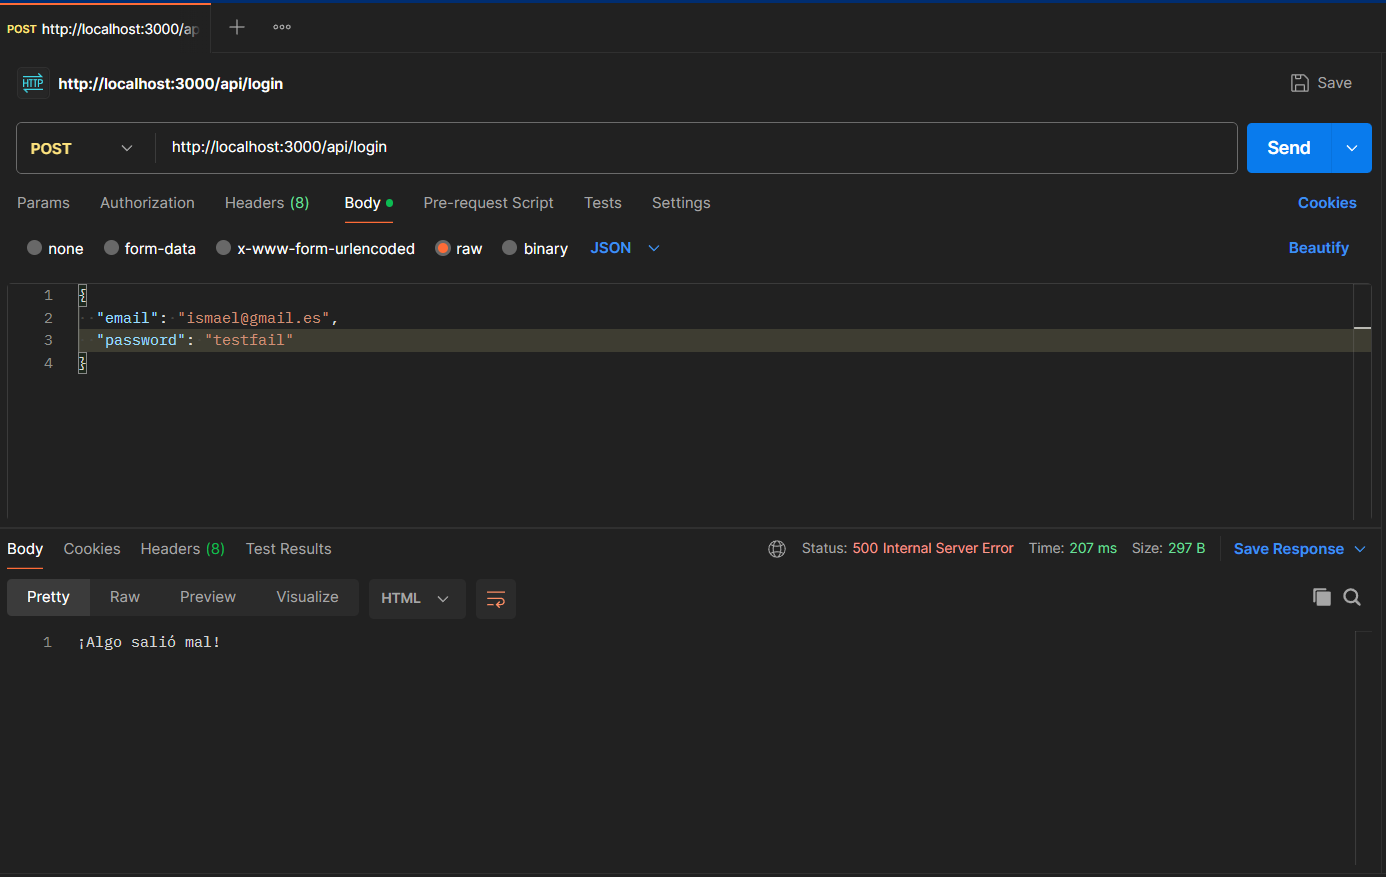 POST http://localhost:3000/ap
HTTP http://localhost:3000/api/login
Save
POST
http://localhost:3000/api/login
Send
Params Authorization Headers (8) Body Pre-request Script Tests Settings Cookies
none form-data x-www-form-urlencoded raw binary JSON Beautify
1 {
2 "email": "ismael@gmail.es",
3 "password": "testfail"
4 }
Body Cookies Headers (8) Test Results Status: 500 Internal Server Error Time: 207 ms Size: 297 B Save Response
Pretty Raw Preview Visualize HTML
1 ¡Algo salió mal!